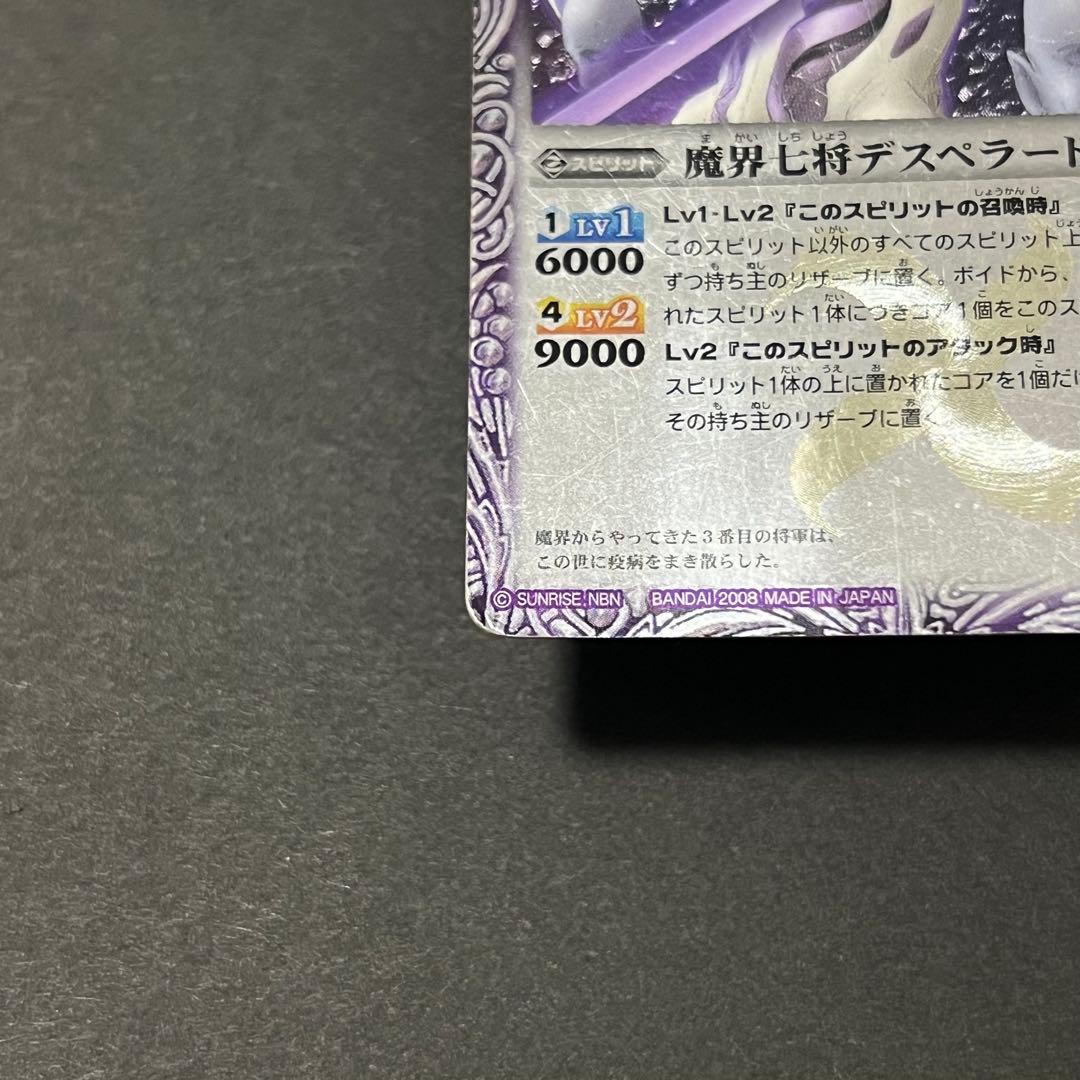 スピリット
魔界七将デスペラード
1 LV1
6000
4 LV2
9000
Lv1・Lv2『このスピリットの召喚時』
このスピリット以外のすべてのスピリット上
ずつ持ち主のリザーブに置く。ボイドから、
れたスピリット1体につきコア1個をこのス
Lv2『このスピリットのアタック時』
スピリット1体の上に置かれたコアを1個だけ
その持ち主のリザーブに置く
魔界からやってきた3番目の将軍は、
この世に疫病をまき散らした。
© SUNRISE,NBN BANDAI 2008 MADE IN JAPAN